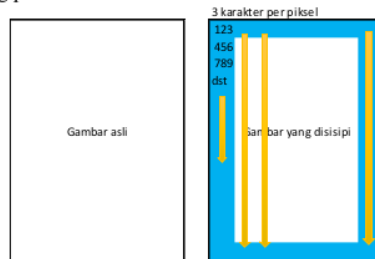 3 karakter per piksel
123
456
789
dst
Gambar asli
Gambar yang disisipi